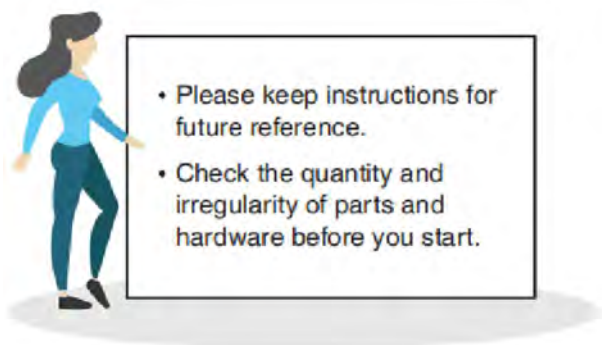 • Please keep instructions for
future reference.
• Check the quantity and
irregularity of parts and
hardware before you start.